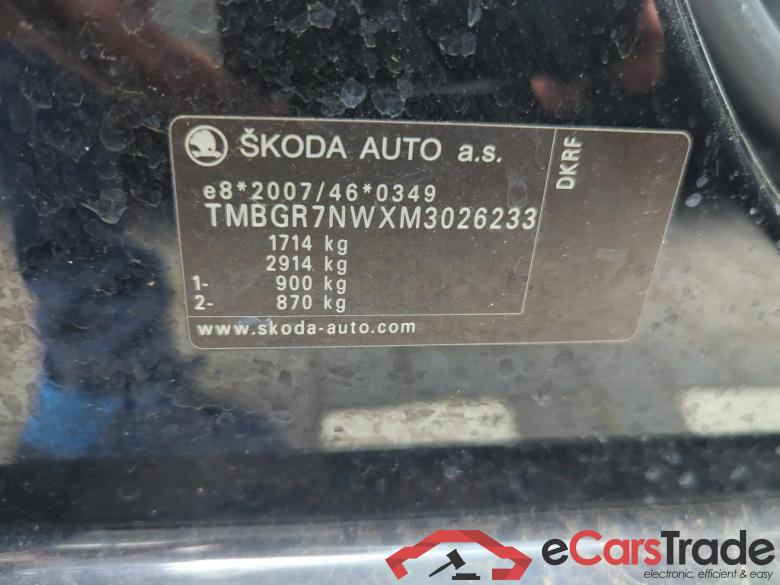 ŠKODA AUTO a.s.
DKRF
e8*2007/46*0349
TMBGR7NWXM3026233
1714 kg
2914 kg
1- 900 kg
2- 870 kg
www.skoda-auto.com
eCarsTrade
electronic, efficient & easy